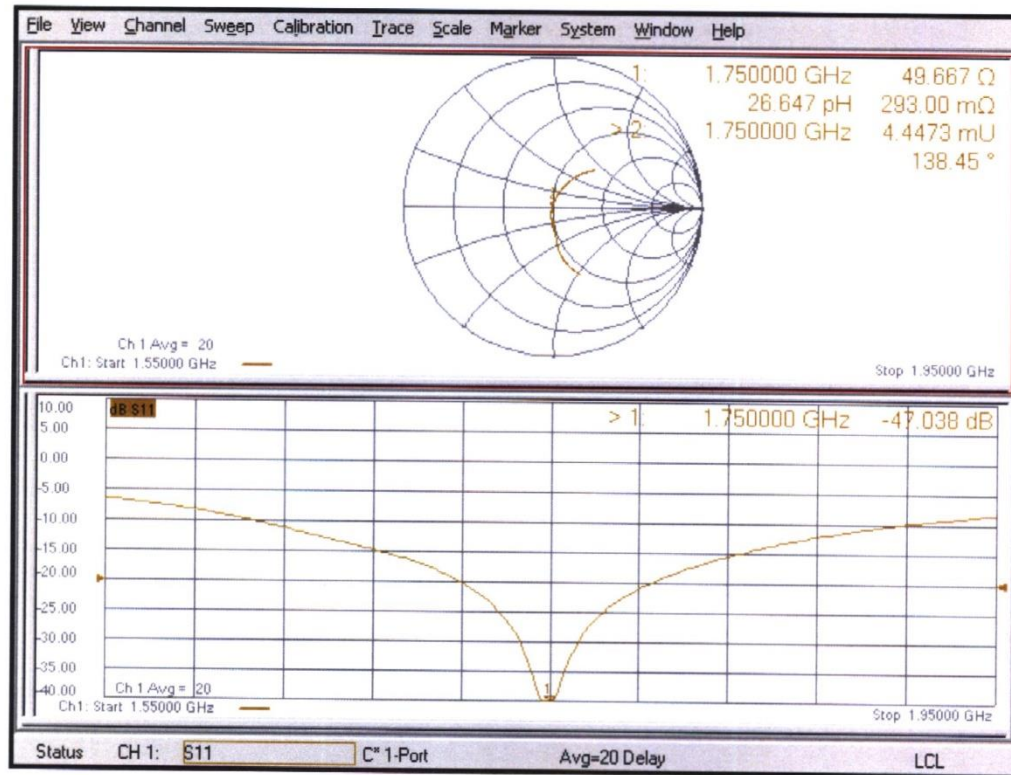 File View Channel Sweep Calibration Trace Scale Marker System Window Help
1: 1.750000 GHz 49.667 Ω
26.647 pH 293.00 mΩ
> 2: 1.750000 GHz 4.4473 mU
138.45 °
Ch 1 Avg = 20
Ch1: Start 1.55000 GHz
Stop 1.95000 GHz
10.00
dB S11
> 1: 1.750000 GHz -47.038 dB
5.00
0.00
-5.00
-10.00
-15.00
-20.00
-25.00
-30.00
-35.00
-40.00
1
Ch 1 Avg = 20
Ch1: Start 1.55000 GHz
Stop 1.95000 GHz
Status CH 1: S11 C* 1-Port Avg=20 Delay LCL